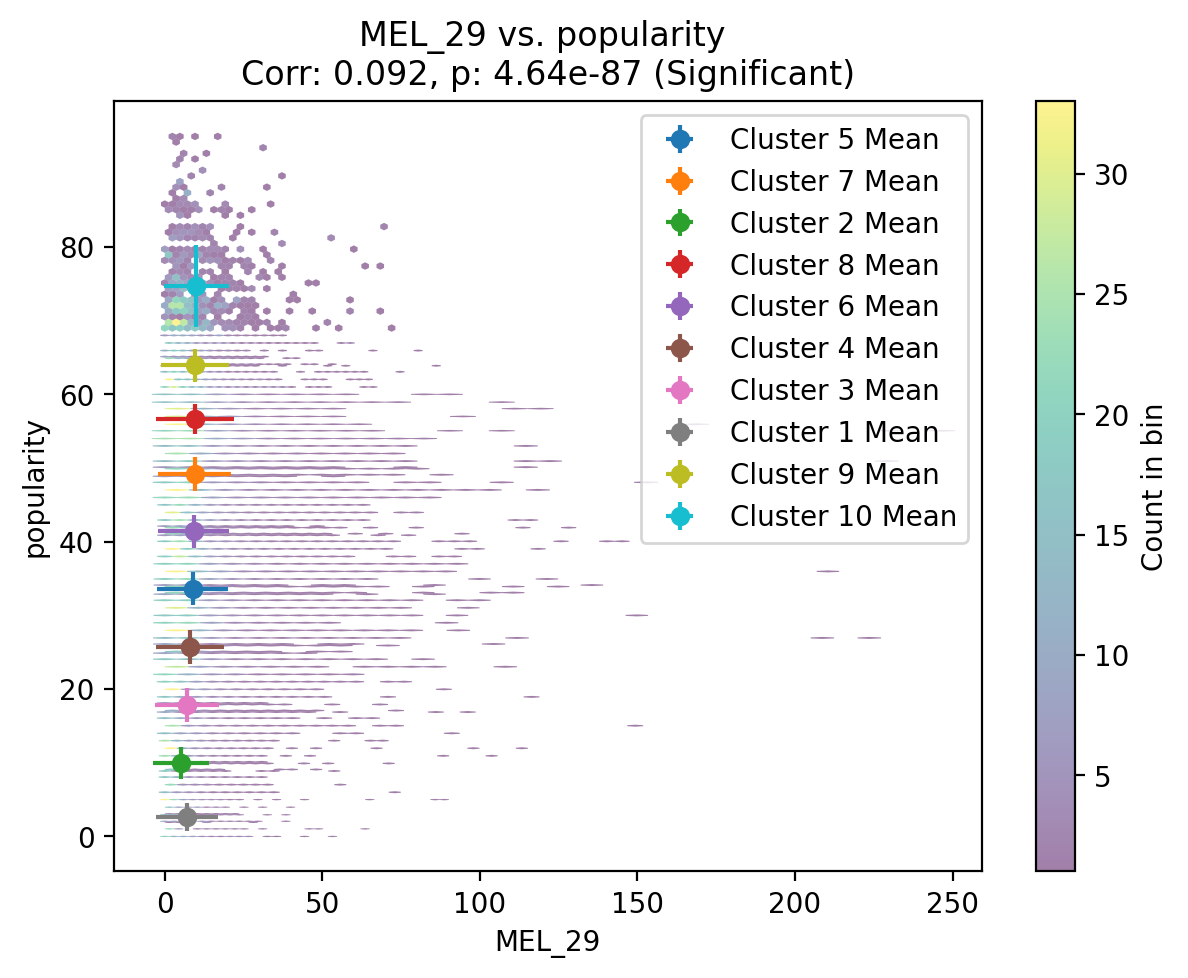 MEL_29 vs. popularity
Corr: 0.092, p: 4.64e-87 (Significant)
popularity
80
60
40
20
0
0 50 100 150 200 250
MEL_29
Cluster 5 Mean
Cluster 7 Mean
Cluster 2 Mean
Cluster 8 Mean
Cluster 6 Mean
Cluster 4 Mean
Cluster 3 Mean
Cluster 1 Mean
Cluster 9 Mean
Cluster 10 Mean
30
25
20
15
10
5
Count in bin